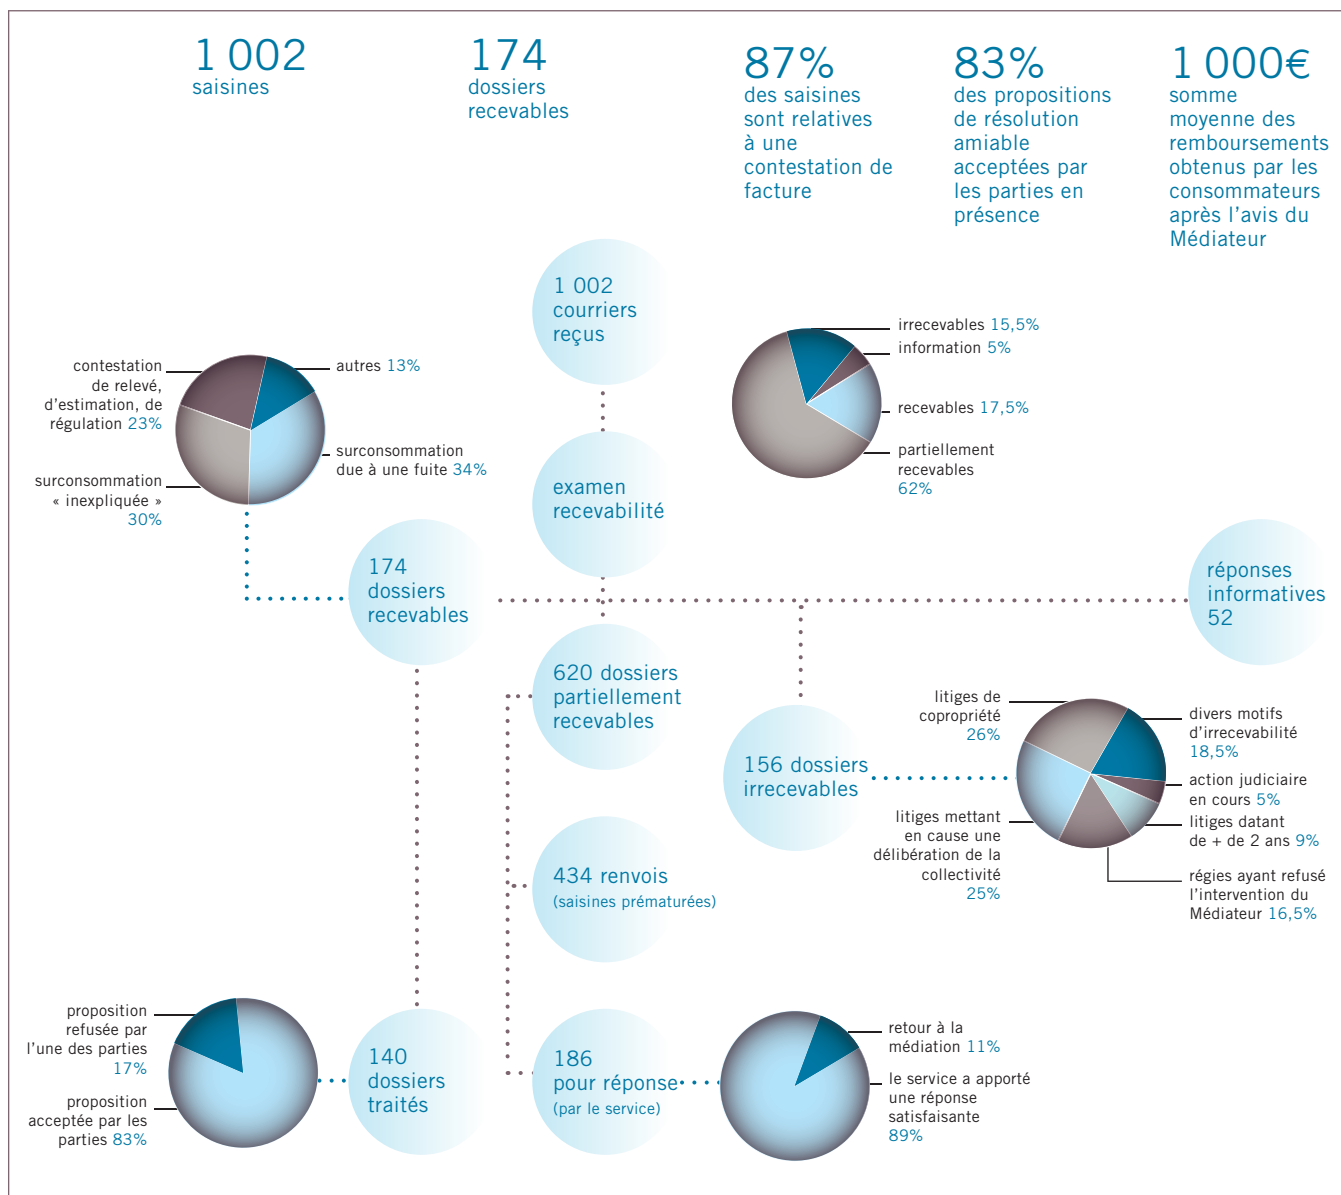 1 002
saisines
174
dossiers
recevables
87%
des saisines
sont relatives
à une
contestation de
facture
83%
des propositions
de résolution
amiable
acceptées par
les parties en
présence
1 000€
somme
moyenne des
remboursements
obtenus par les
consommateurs
après l'avis du
Médiateur
1 002
courriers
reçus
irrecevables 15,5%
information 5%
recevables 17,5%
partiellement
recevables
62%
contestation
de relevé,
d'estimation, de
régulation 23%
autres 13%
surconsommation
due à une fuite 34%
surconsommation
« inexpliquée »
30%
examen
recevabilité
174
dossiers
recevables
réponses
informatives
52
620 dossiers
partiellement
recevables
156 dossiers
irrecevables
litiges de
copropriété
26%
divers motifs
d'irrecevabilité
18,5%
action judiciaire
en cours 5%
litiges datant
de + de 2 ans 9%
régies ayant refusé
l'intervention du
Médiateur 16,5%
litiges mettant
en cause une
délibération de la
collectivité
25%
434 renvois
(saisines prématurées)
proposition
refusée par
l'une des parties
17%
proposition
acceptée par les
parties 83%
140
dossiers
traités
186
pour réponse
(par le service)
retour à la
médiation 11%
le service a apporté
une réponse
satisfaisante
89%